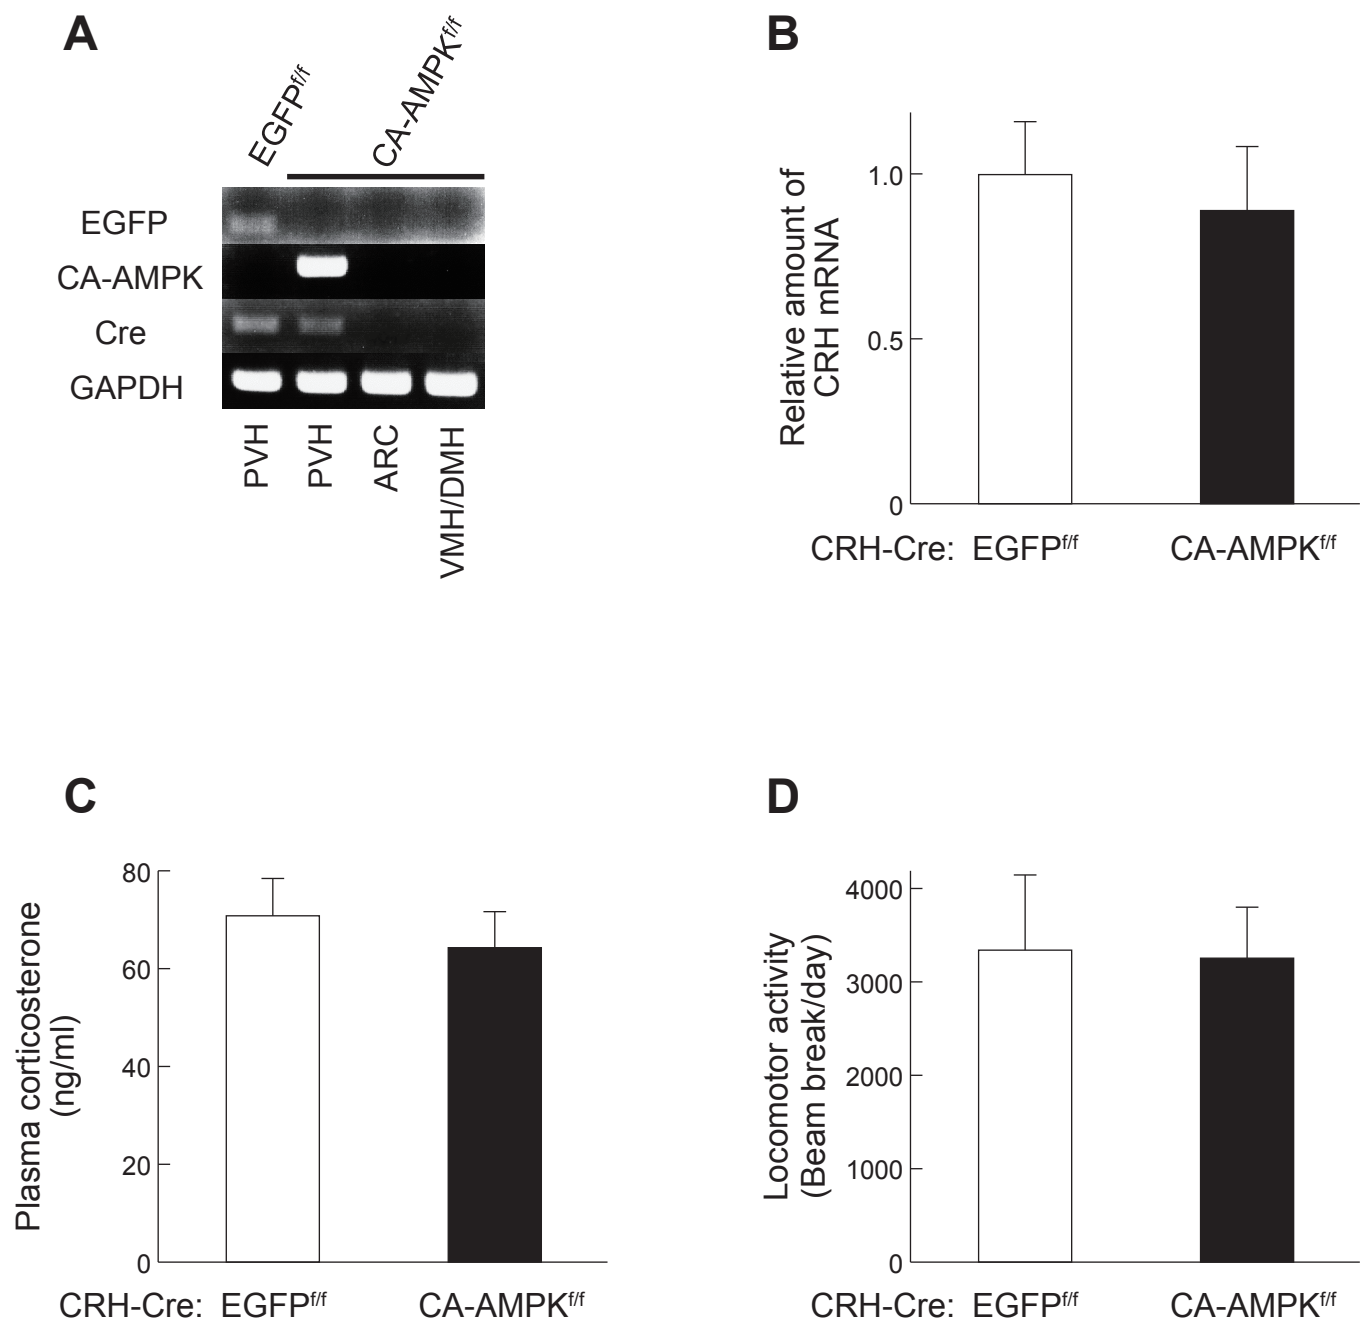 A
EGFPf/f
CA-AMPKf/f
EGFP
CA-AMPK
Cre
GAPDH
PVH
PVH
ARC
VMH/DMH
B
Relative amount of
CRH mRNA
1.0
0.5
0
CRH-Cre: EGFPf/f CA-AMPKf/f
C
Plasma corticosterone
(ng/ml)
80
60
40
20
0
CRH-Cre: EGFPf/f CA-AMPKf/f
D
Locomotor activity
(Beam break/day)
4000
3000
2000
1000
0
CRH-Cre: EGFPf/f CA-AMPKf/f